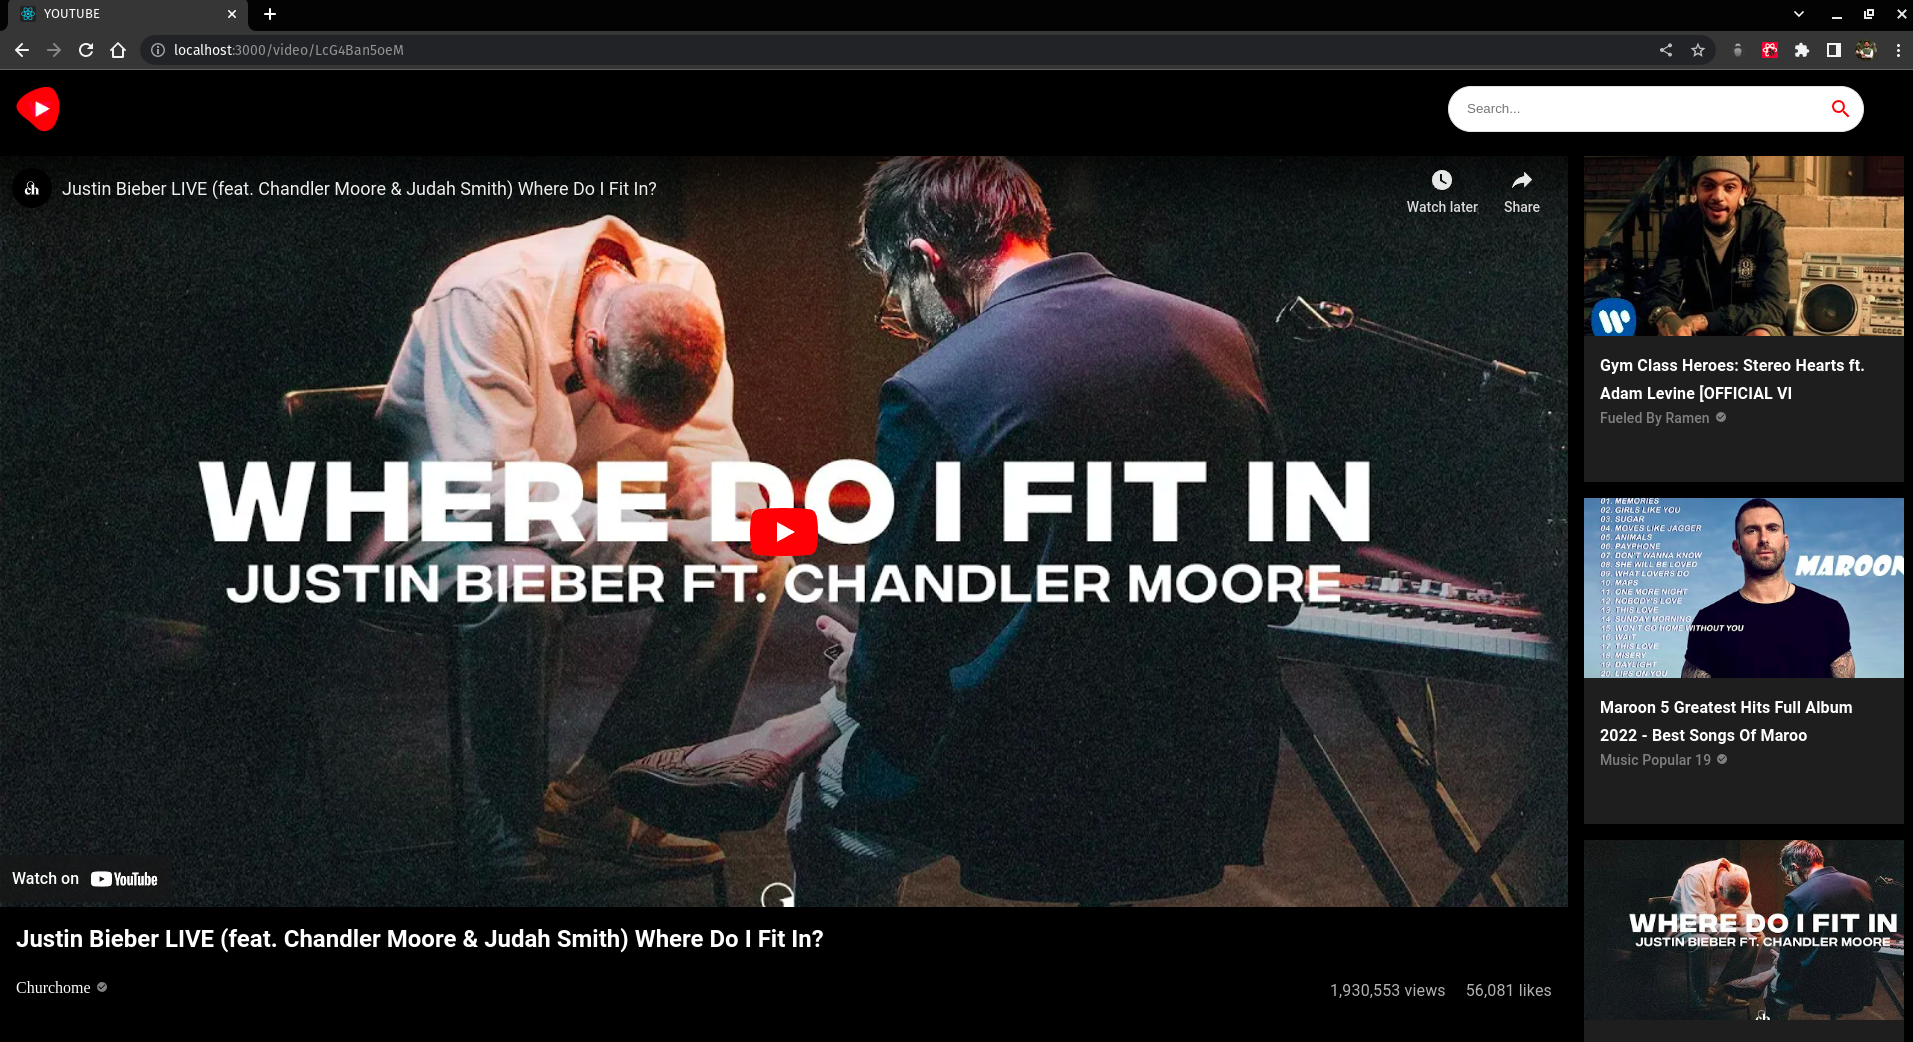 YOUTUBE
localhost:3000/video/LcG4Ban5oeM
Search...
ch
Justin Bieber LIVE (feat. Chandler Moore & Judah Smith) Where Do I Fit In?
Watch later
Share
WHERE DO I FIT IN
JUSTIN BIEBER FT. CHANDLER MOORE
Watch on YouTube
Justin Bieber LIVE (feat. Chandler Moore & Judah Smith) Where Do I Fit In?
Churchome
1,930,553 views 56,081 likes
Gym Class Heroes: Stereo Hearts ft.
Adam Levine [OFFICIAL VI
Fueled By Ramen
01. MEMORIES
02. GIRLS LIKE YOU
03. SUGAR
04. MOVES LIKE JAGGER
05. ANIMALS
06. PAYPHONE
07. DON'T WANNA KNOW
08. SHE WILL BE LOVED
09. WHAT LOVERS DO
10. MAPS
11. ONE MORE NIGHT
12. NOBODY'S LOVE
13. THIS LOVE
14. SUNDAY MORNING
15. WON'T GO HOME WITHOUT YOU
16. WAIT
17. THIS LOVE
18. MISERY
19. DAYLIGHT
20. LIPS ON YOU
MAROON
Maroon 5 Greatest Hits Full Album
2022 - Best Songs Of Maroo
Music Popular 19
WHERE DO I FIT IN
JUSTIN BIEBER FT. CHANDLER MOORE
ch